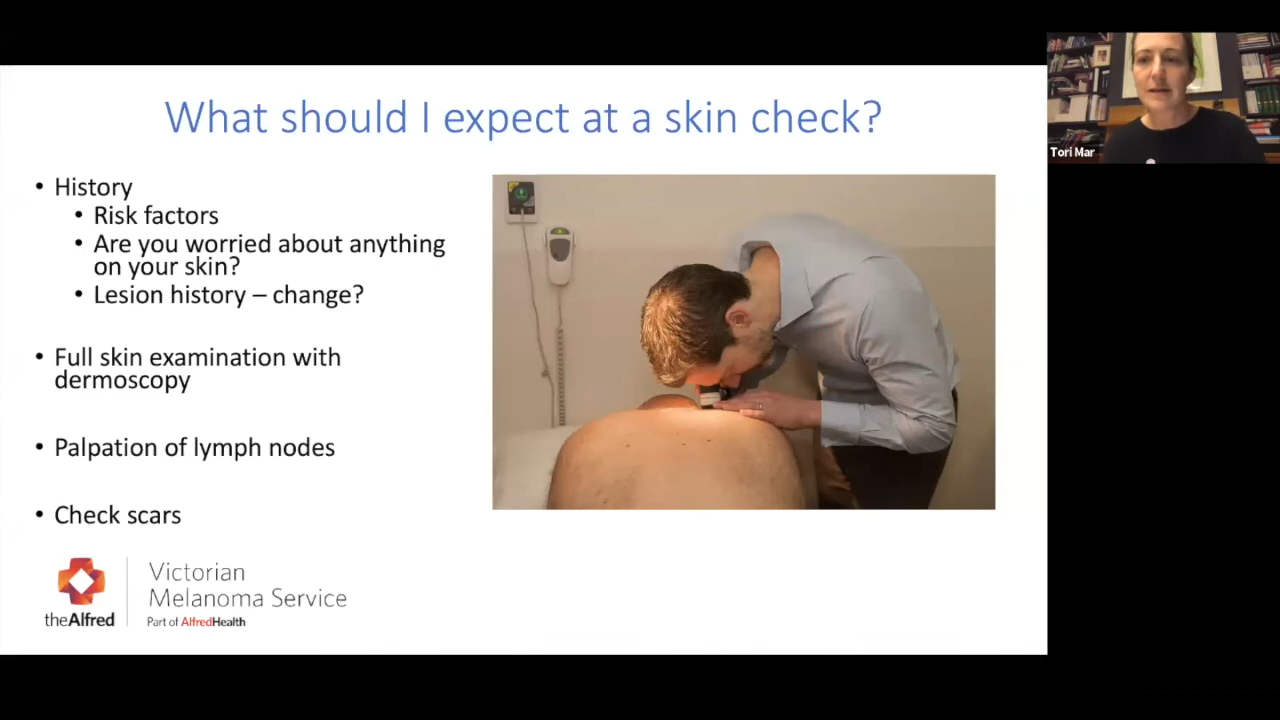 What should I expect at a skin check?
• History
• Risk factors
• Are you worried about anything
on your skin?
• Lesion history – change?
• Full skin examination with
dermoscopy
• Palpation of lymph nodes
• Check scars
theAlfred
Victorian
Melanoma Service
Part of AlfredHealth
Tori Mar